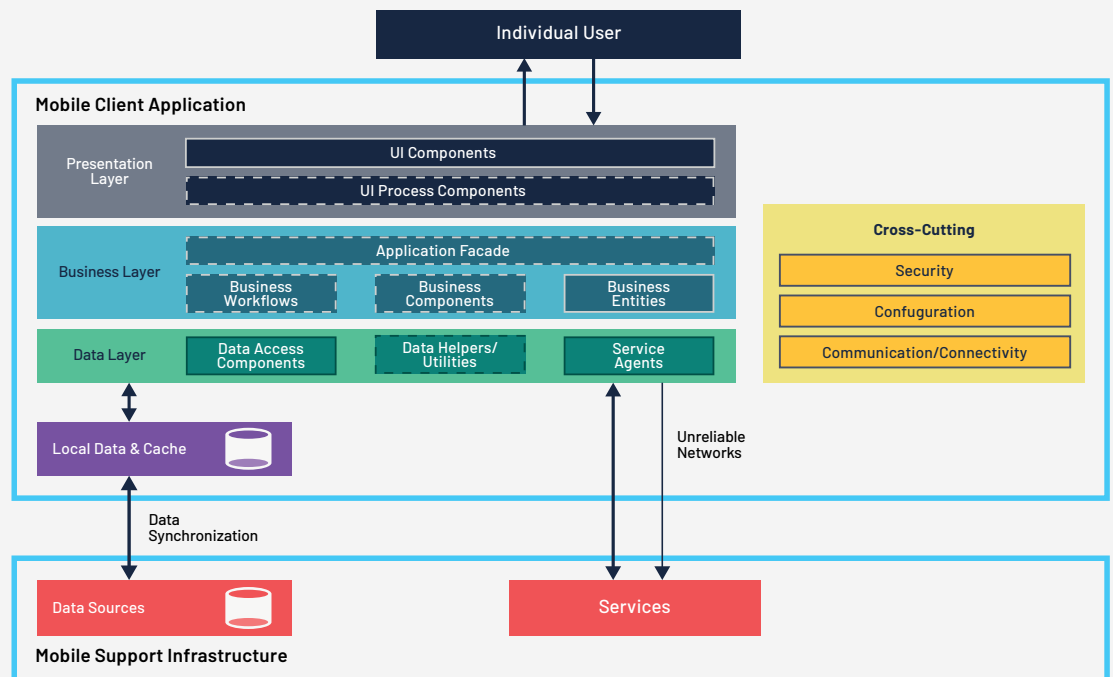 Individual User
Mobile Client Application
Presentation
Layer
UI Components
UI Process Components
Business Layer
Application Facade
Business
Workflows
Business
Components
Business
Entities
Data Layer
Data Access
Components
Data Helpers/
Utilities
Service
Agents
Cross-Cutting
Security
Confuguration
Communication/Connectivity
Local Data & Cache
Unreliable
Networks
Data
Synchronization
Data Sources
Services
Mobile Support Infrastructure